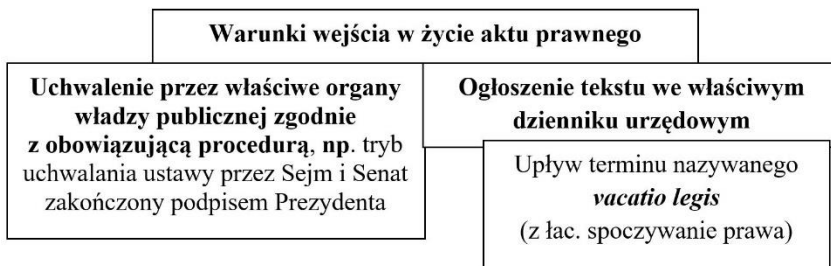 Warunki wejścia w życie aktu prawnego
Uchwalenie przez właściwe organy
władzy publicznej zgodnie
z obowiązującą procedurą, np. tryb
uchwalania ustawy przez Sejm i Senat
zakończony podpisem Prezydenta
Ogłoszenie tekstu we właściwym
dzienniku urzędowym
Upływ terminu nazywanego
vacatio legis
(z łac. spoczywanie prawa)